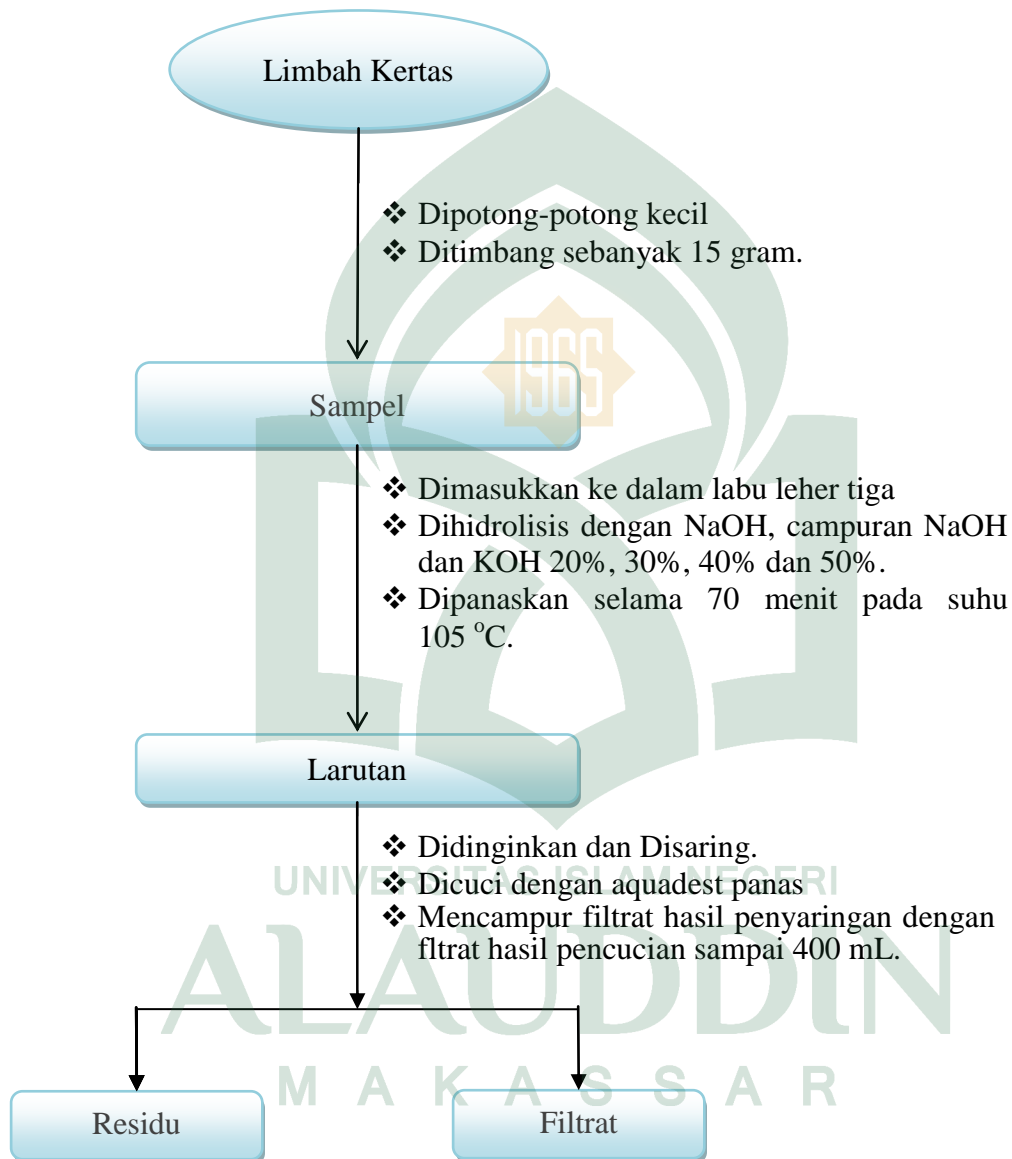 Limbah Kertas
❖ Dipotong-potong kecil
❖ Ditimbang sebanyak 15 gram.
1965
Sampel
❖ Dimasukkan ke dalam labu leher tiga
❖ Dihidrolisis dengan NaOH, campuran NaOH
dan KOH 20%, 30%, 40% dan 50%.
❖ Dipanaskan selama 70 menit pada suhu
105 °C.
Larutan
❖ Didinginkan dan Disaring.
UNIVERSITAS ISLAM NEGERI
❖ Dicuci dengan aquadest panas
❖ Mencampur filtrat hasil penyaringan dengan
fltrat hasil pencucian sampai 400 mL.
ALAUDDIN
MAKASSAR
Residu
Filtrat